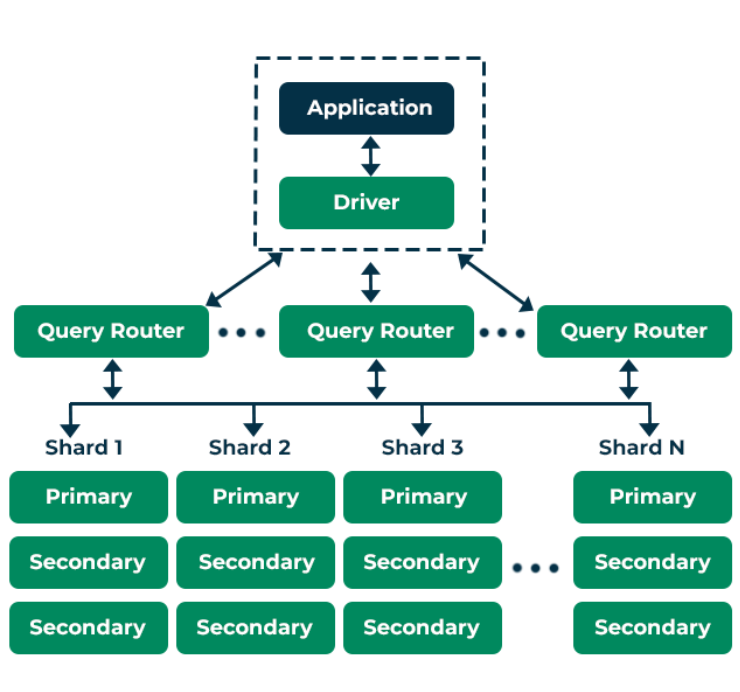 Application
Driver
Query Router
Query Router
Query Router
Shard 1
Shard 2
Shard 3
Shard N
Primary
Primary
Primary
Primary
Secondary
Secondary
Secondary
Secondary
Secondary
Secondary
Secondary
Secondary